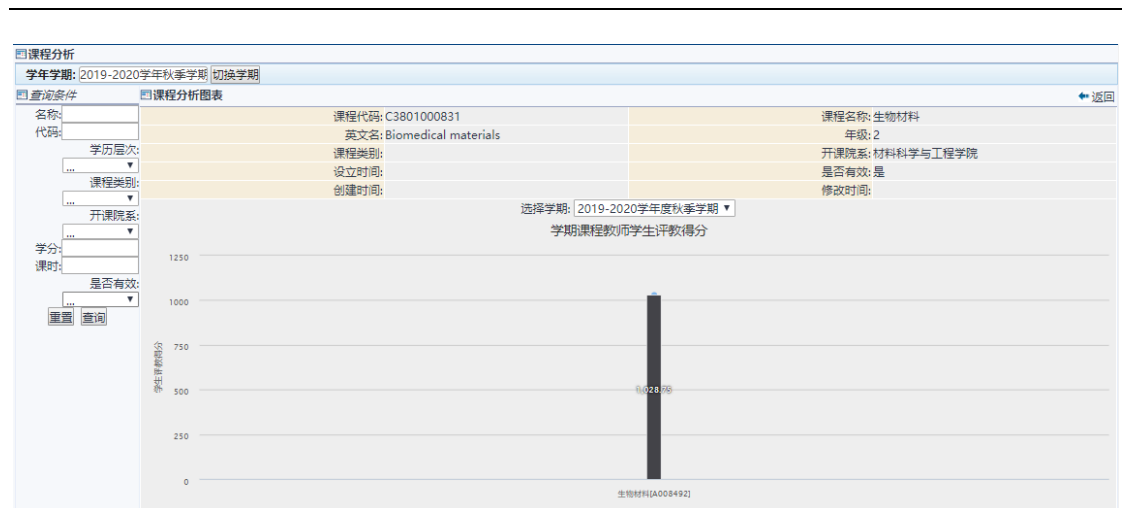 课程分析
学年学期: 2019-2020学年秋季学期 切换学期
查询条件
名称:
代码:
学历层次:
...
课程类别:
...
开课院系:
...
学分:
课时:
是否有效:
...
重置 查询
课程分析图表 返回
课程代码: C3801000831 课程名称: 生物材料
英文名: Biomedical materials 年级: 2
课程类别: 开课院系: 材料科学与工程学院
设立时间: 是否有效: 是
创建时间: 修改时间:
选择学期: 2019-2020学年度秋季学期
学期课程教师学生评教得分
学生评教得分
1250
1000
750
500
250
0
1,028.75
生物材料[A008492]